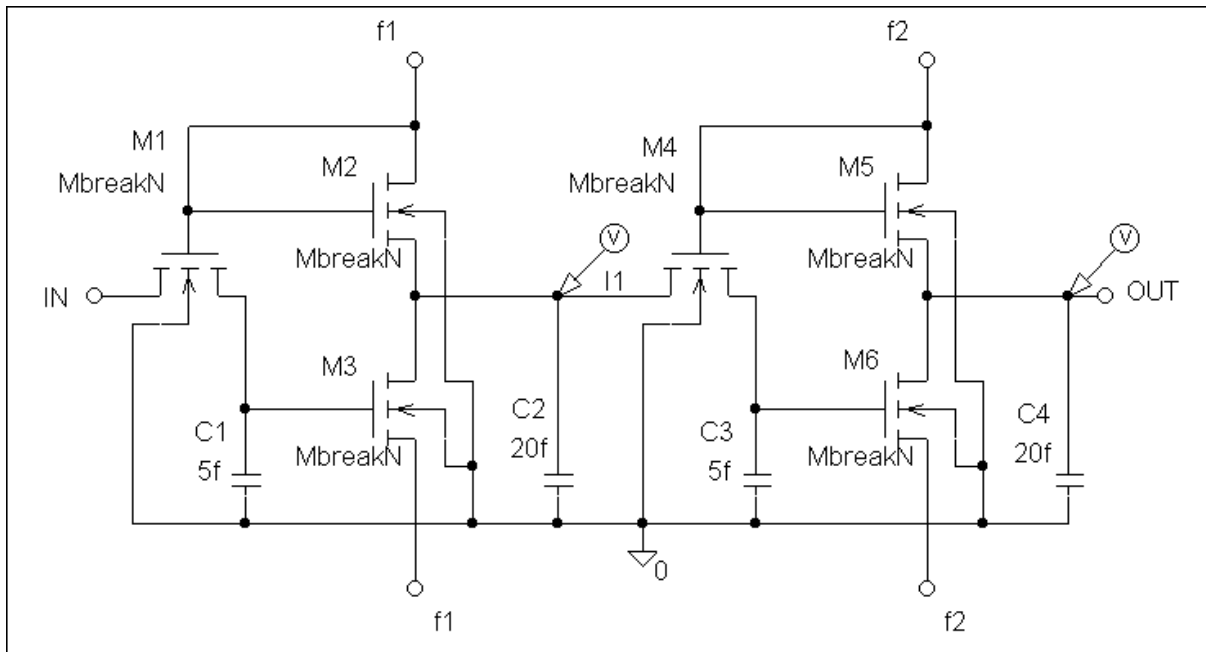 f1
f2
M1
MbreakN
M2
MbreakN
M4
MbreakN
M5
MbreakN
V
V
IN
I1
OUT
M3
MbreakN
C1
5f
C2
20f
M6
MbreakN
C3
5f
C4
20f
0
f1
f2